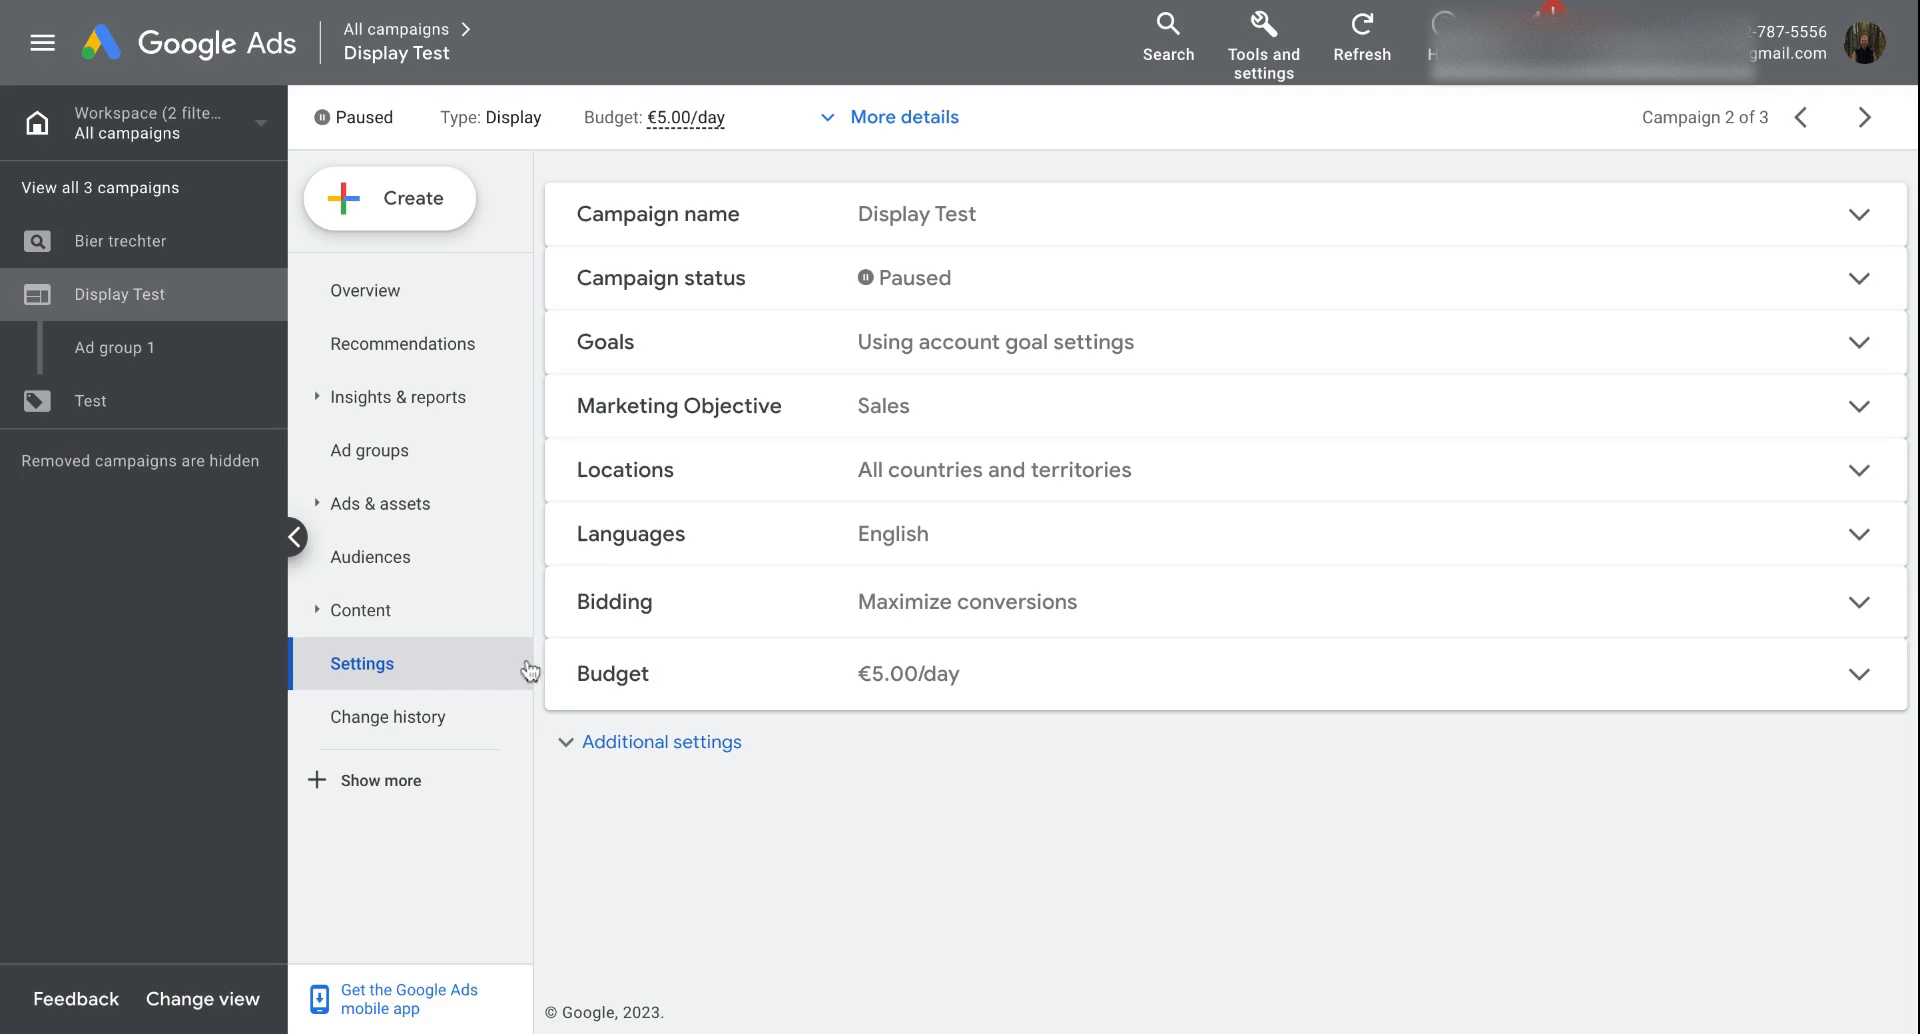 Google Ads
All campaigns
Display Test
Search
Tools and settings
Refresh
-787-5556
gmail.com
Workspace (2 filte...
All campaigns
View all 3 campaigns
Bier trechter
Display Test
Ad group 1
Test
Removed campaigns are hidden
Feedback
Change view
Paused
Type: Display
Budget: €5.00/day
More details
Campaign 2 of 3
Create
Overview
Recommendations
Insights & reports
Ad groups
Ads & assets
Audiences
Content
Settings
Change history
Show more
Get the Google Ads
mobile app
Campaign name Display Test
Campaign status Paused
Goals Using account goal settings
Marketing Objective Sales
Locations All countries and territories
Languages English
Bidding Maximize conversions
Budget €5.00/day
Additional settings
© Google, 2023.